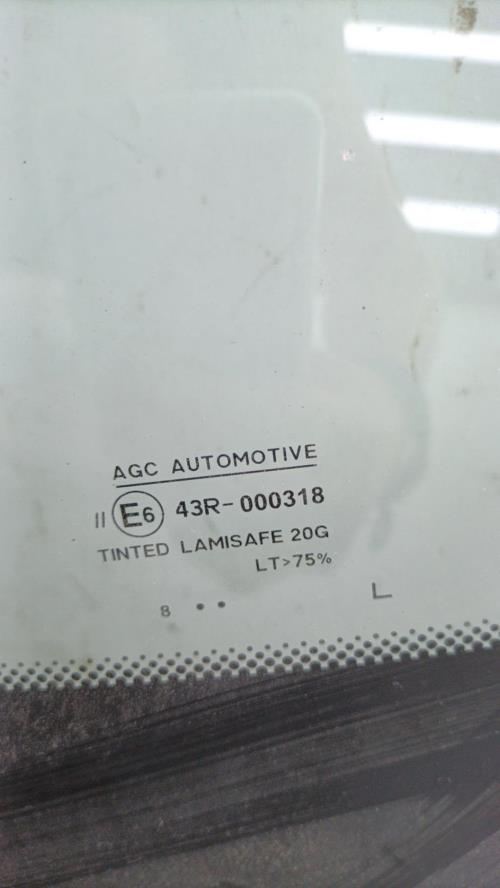 AGC AUTOMOTIVE
II E6 43R-000318
TINTED LAMISAFE 20G
LT>75%
8 • • L